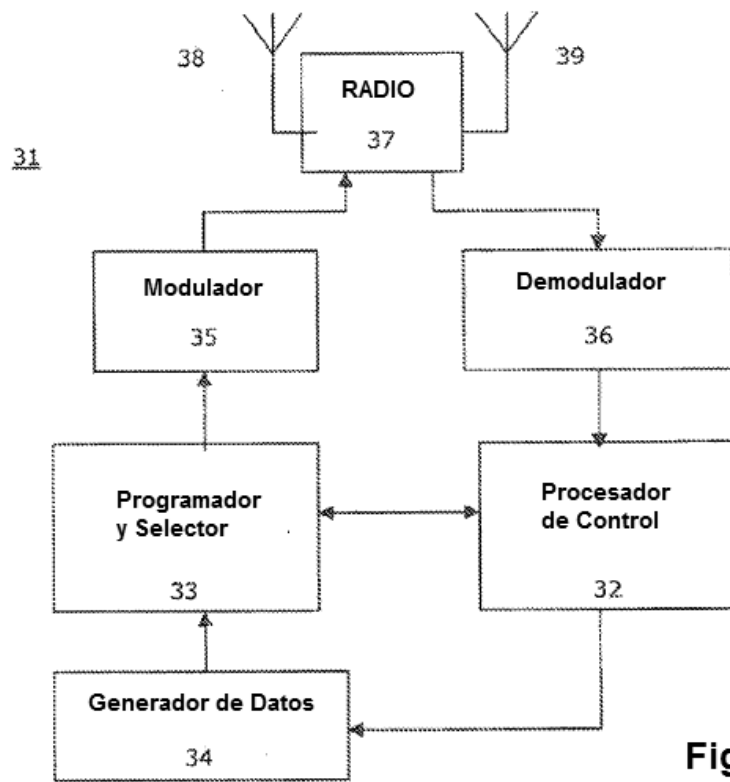 38
39
RADIO
37
31
Modulador
35
Demodulador
36
Programador
y Selector
33
Procesador
de Control
32
Generador de Datos
34
Fig